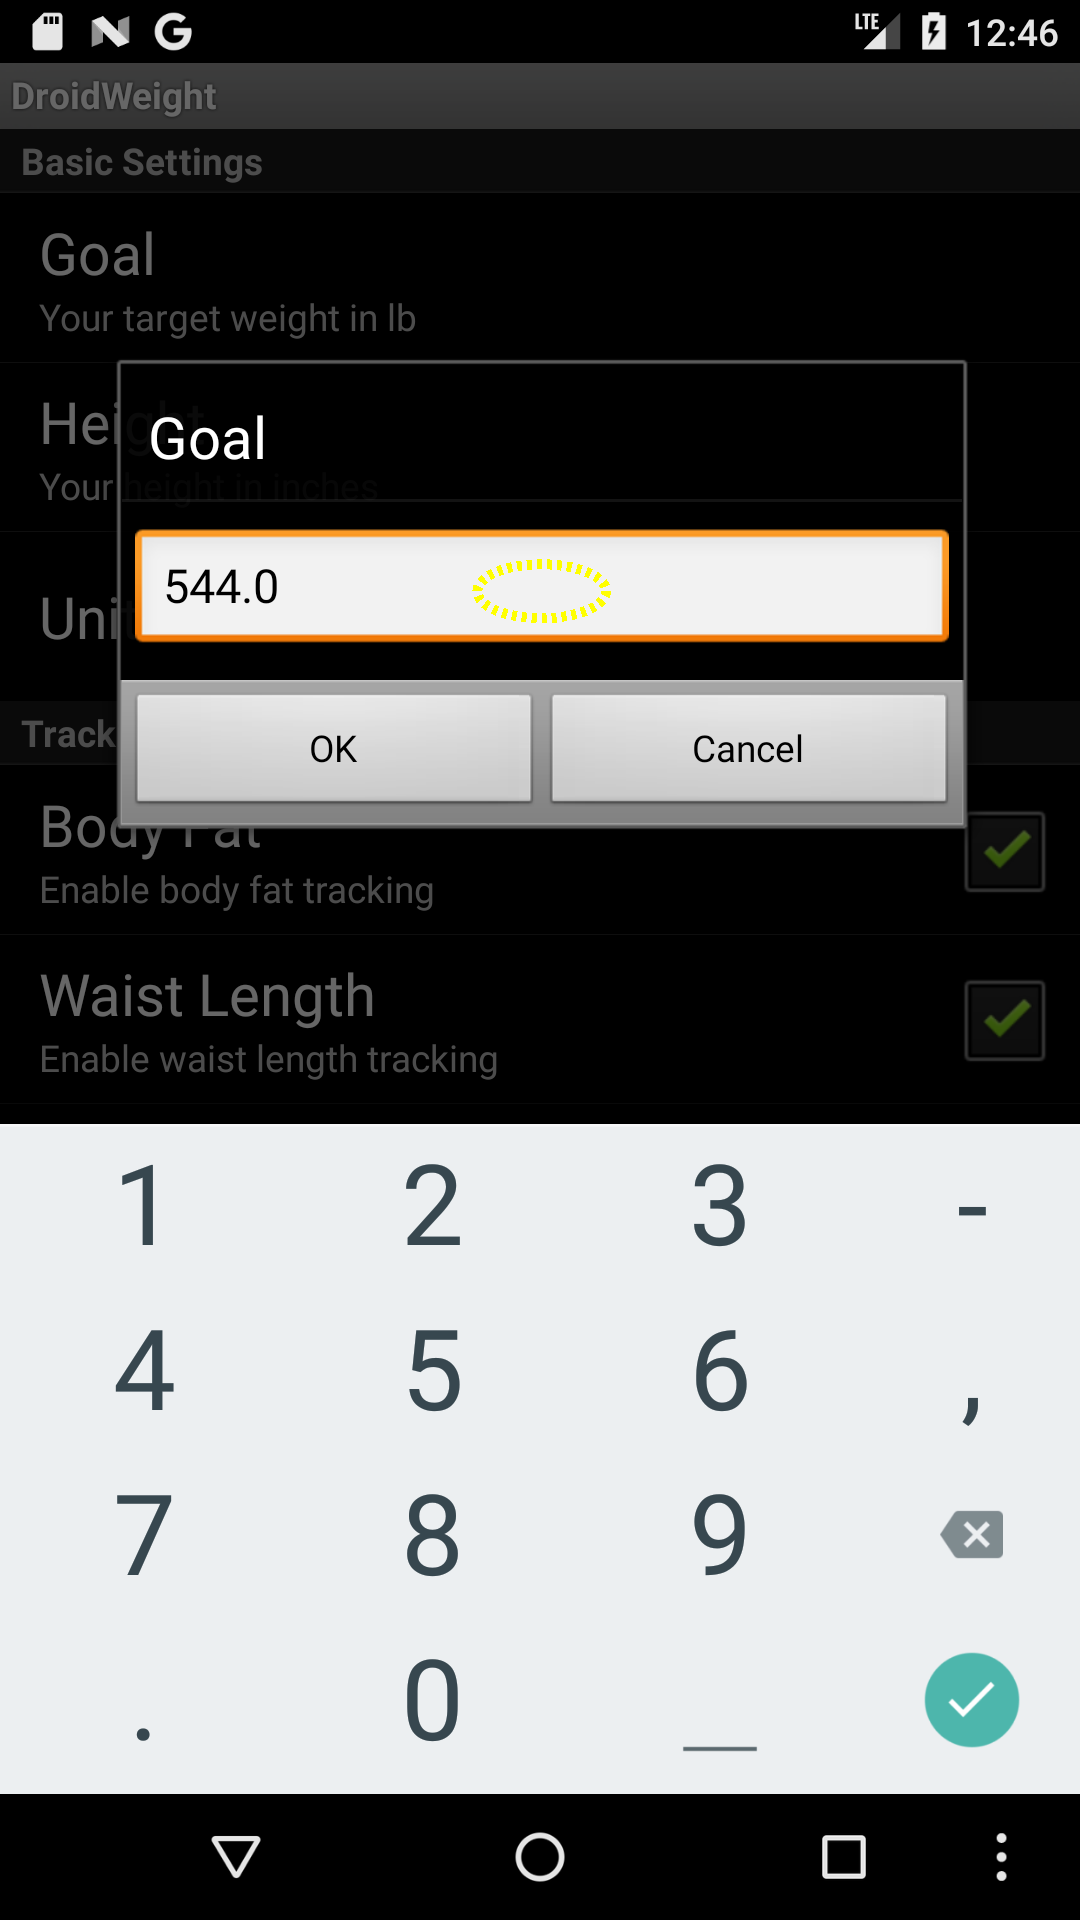 LTE 12:46
DroidWeight
Basic Settings
Goal
Your target weight in lb
Height
Your height in inches
Goal
544.0
Uni
OK Cancel
Track
Body Fat
Enable body fat tracking
Waist Length
Enable waist length tracking
1 2 3 -
4 5 6 ,
7 8 9
. 0 _